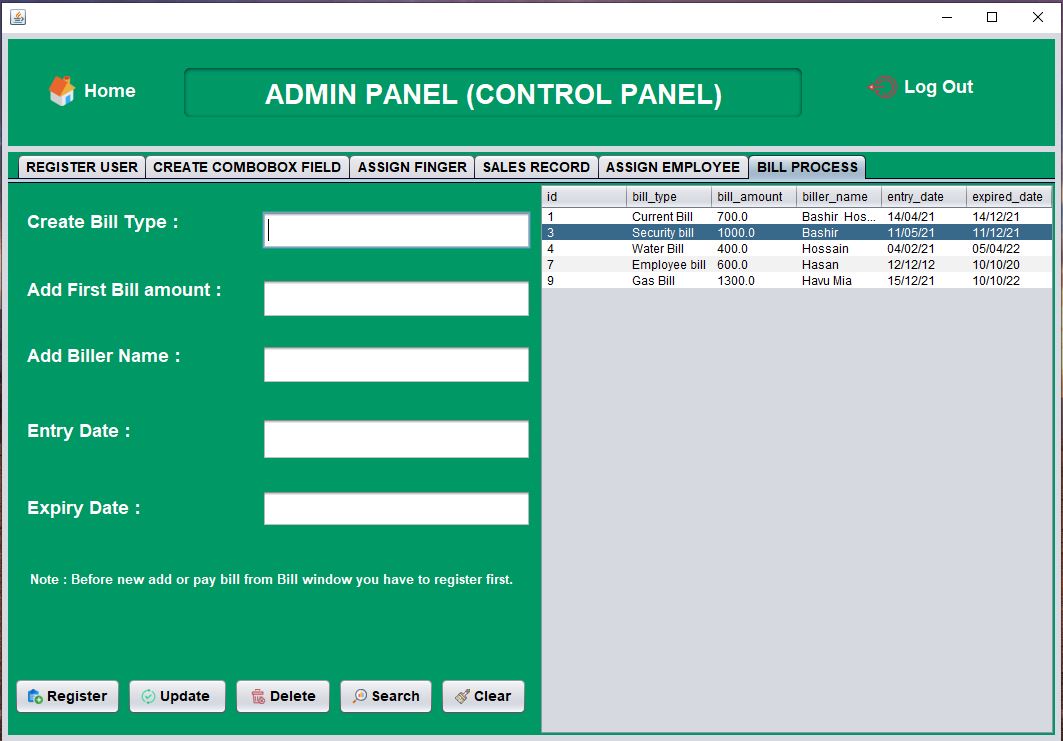 Home
ADMIN PANEL (CONTROL PANEL)
Log Out
REGISTER USER CREATE COMBOBOX FIELD ASSIGN FINGER SALES RECORD ASSIGN EMPLOYEE BILL PROCESS
Create Bill Type :
Add First Bill amount :
Add Biller Name :
Entry Date :
Expiry Date :
Note : Before new add or pay bill from Bill window you have to register first.
Register Update Delete Search Clear
id bill_type bill_amount biller_name entry_date expired_date
1 Current Bill 700.0 Bashir Hos... 14/04/21 14/12/21
3 Security bill 1000.0 Bashir 11/05/21 11/12/21
4 Water Bill 400.0 Hossain 04/02/21 05/04/22
7 Employee bill 600.0 Hasan 12/12/12 10/10/20
9 Gas Bill 1300.0 Havu Mia 15/12/21 10/10/22